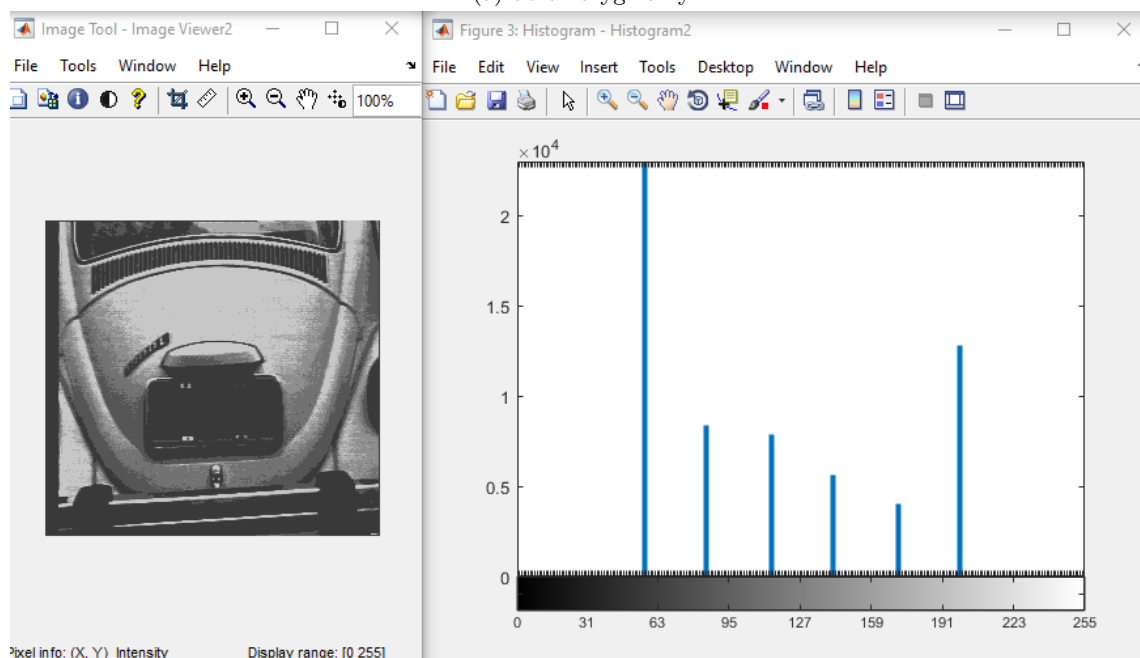 Image Tool - Image Viewer2
File Tools Window Help
100%
Pixel info: (X, Y) Intensity
Display range: [0 255]
Figure 3: Histogram - Histogram2
File Edit View Insert Tools Desktop Window Help
×10⁴
2
1.5
1
0.5
0
0 31 63 95 127 159 191 223 255